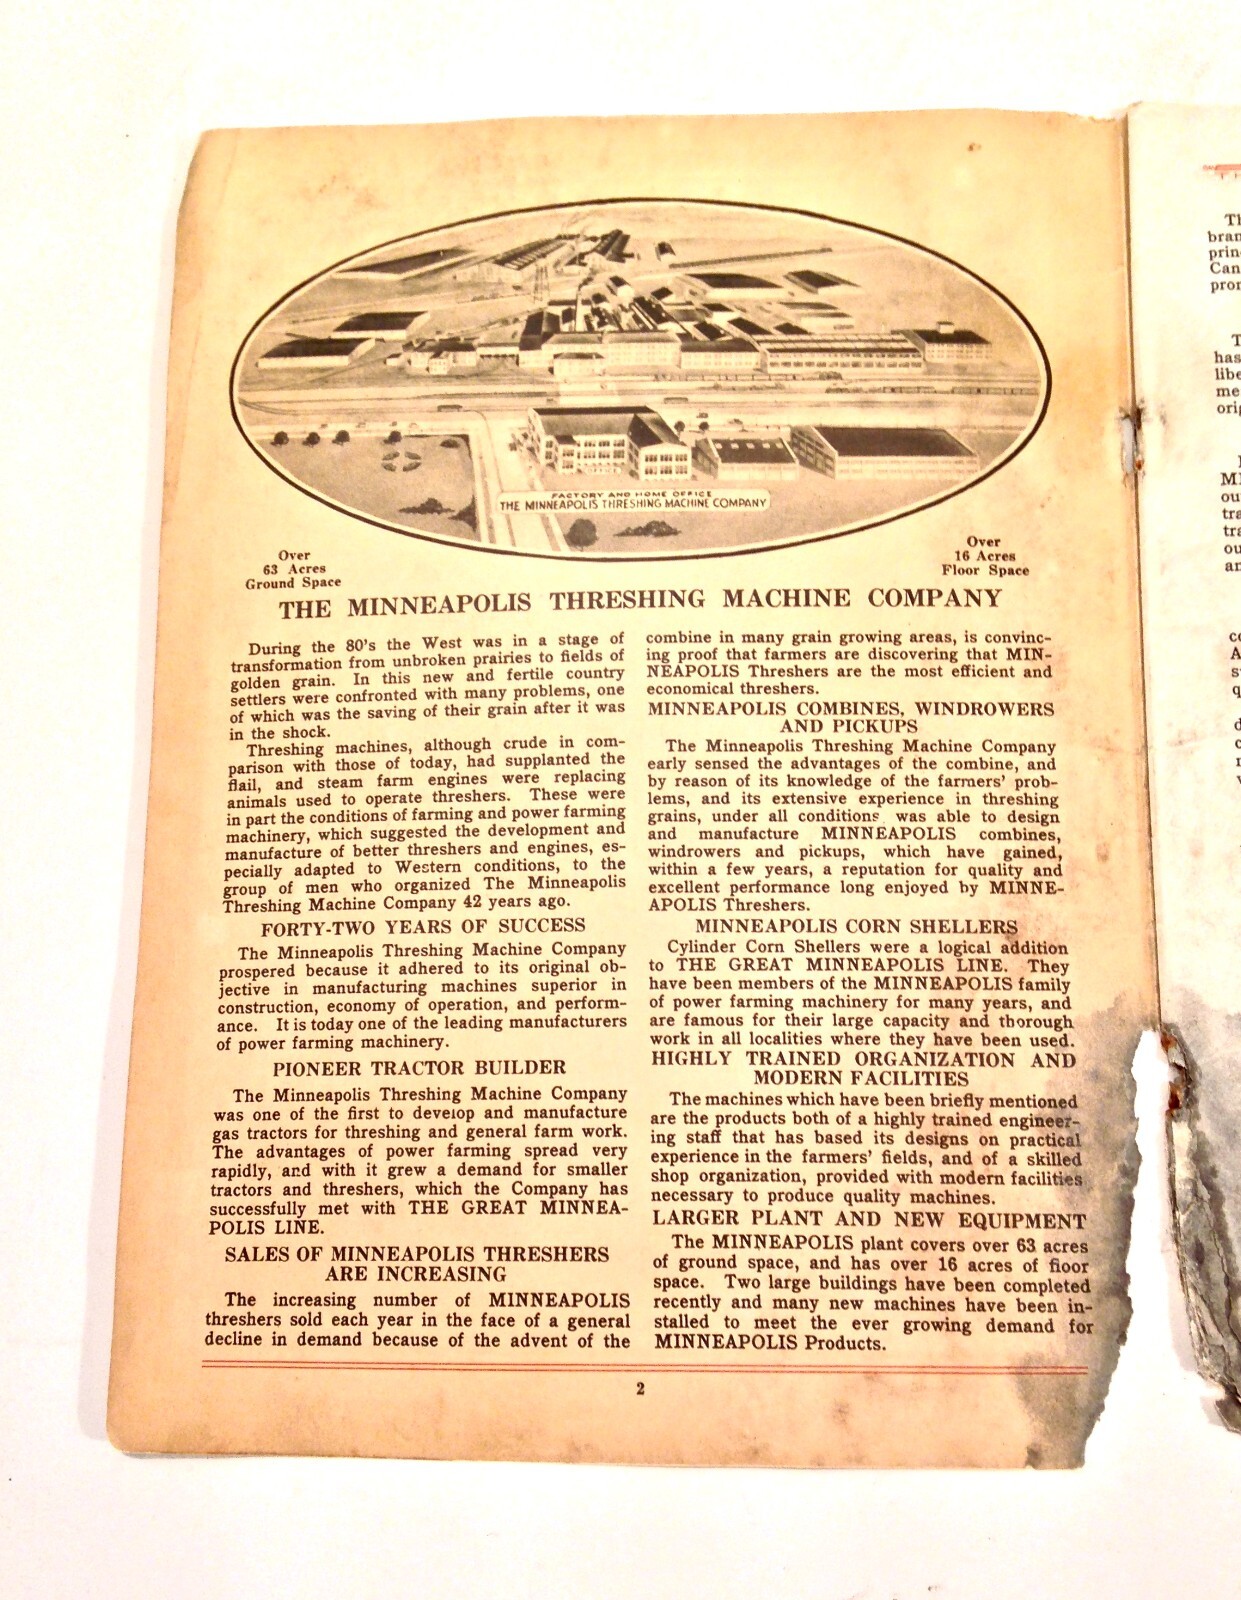 FACTORY AND HOME OFFICE
THE MINNEAPOLIS THRESHING MACHINE COMPANY
Over
63 Acres
Ground Space
Over
16 Acres
Floor Space
THE MINNEAPOLIS THRESHING MACHINE COMPANY
During the 80's the West was in a stage of
transformation from unbroken prairies to fields of
golden grain. In this new and fertile country
settlers were confronted with many problems, one
of which was the saving of their grain after it was
in the shock.
Threshing machines, although crude in com-
parison with those of today, had supplanted the
flail, and steam farm engines were replacing
animals used to operate threshers. These were
in part the conditions of farming and power farming
machinery, which suggested the development and
manufacture of better threshers and engines, es-
pecially adapted to Western conditions, to the
group of men who organized The Minneapolis
Threshing Machine Company 42 years ago.
FORTY-TWO YEARS OF SUCCESS
The Minneapolis Threshing Machine Company
prospered because it adhered to its original ob-
jective in manufacturing machines superior in
construction, economy of operation, and perform-
ance. It is today one of the leading manufacturers
of power farming machinery.
PIONEER TRACTOR BUILDER
The Minneapolis Threshing Machine Company
was one of the first to develop and manufacture
gas tractors for threshing and general farm work.
The advantages of power farming spread very
rapidly, and with it grew a demand for smaller
tractors and threshers, which the Company has
successfully met with THE GREAT MINNEA-
POLIS LINE.
SALES OF MINNEAPOLIS THRESHERS
ARE INCREASING
The increasing number of MINNEAPOLIS
threshers sold each year in the face of a general
decline in demand because of the advent of the
combine in many grain growing areas, is convinc-
ing proof that farmers are discovering that MIN-
NEAPOLIS Threshers are the most efficient and
economical threshers.
MINNEAPOLIS COMBINES, WINDROWERS
AND PICKUPS
The Minneapolis Threshing Machine Company
early sensed the advantages of the combine, and
by reason of its knowledge of the farmers' prob-
lems, and its extensive experience in threshing
grains, under all conditions was able to design
and manufacture MINNEAPOLIS combines,
windrowers and pickups, which have gained,
within a few years, a reputation for quality and
excellent performance long enjoyed by MINNE-
APOLIS Threshers.
MINNEAPOLIS CORN SHELLERS
Cylinder Corn Shellers were a logical addition
to THE GREAT MINNEAPOLIS LINE. They
have been members of the MINNEAPOLIS family
of power farming machinery for many years, and
are famous for their large capacity and thorough
work in all localities where they have been used.
HIGHLY TRAINED ORGANIZATION AND
MODERN FACILITIES
The machines which have been briefly mentioned
are the products both of a highly trained engineer-
ing staff that has based its designs on practical
experience in the farmers' fields, and of a skilled
shop organization, provided with modern facilities
necessary to produce quality machines.
LARGER PLANT AND NEW EQUIPMENT
The MINNEAPOLIS plant covers over 63 acres
of ground space, and has over 16 acres of floor
space. Two large buildings have been completed
recently and many new machines have been in-
stalled to meet the ever growing demand for
MINNEAPOLIS Products.
2